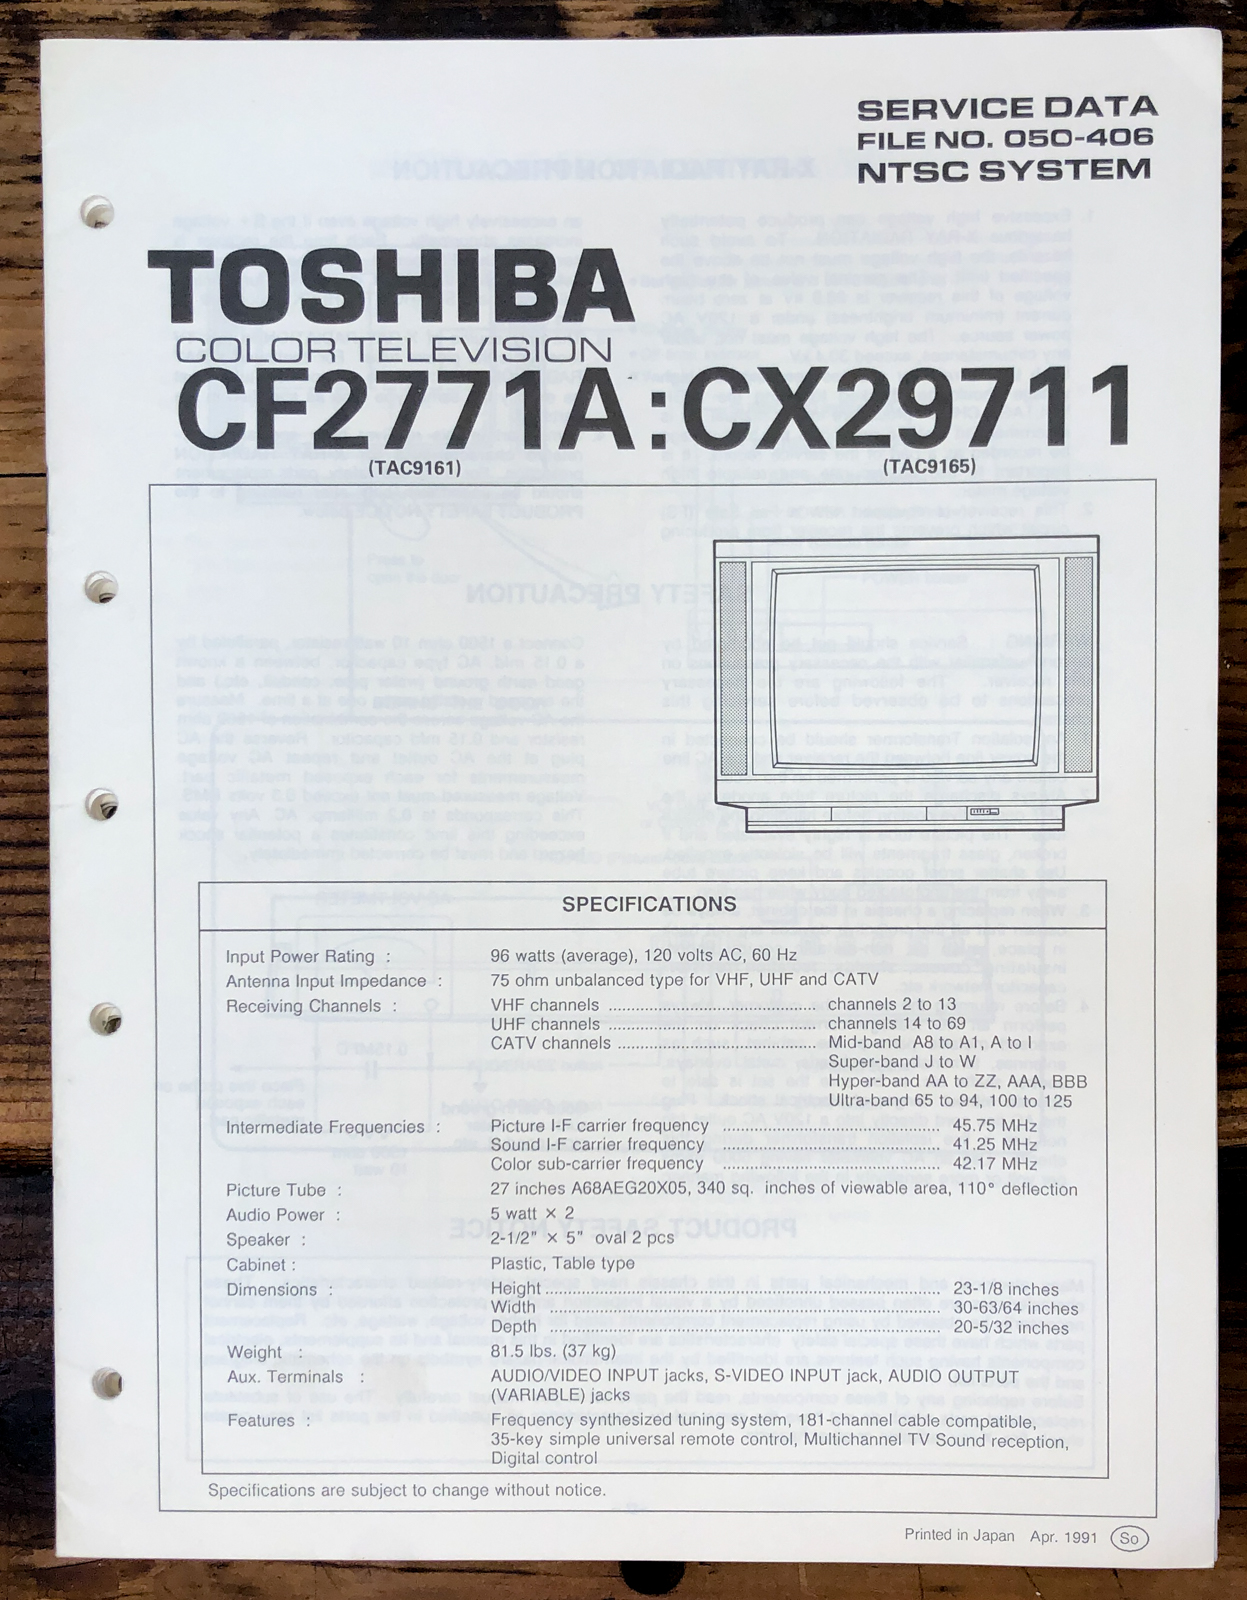 SERVICE DATA
FILE NO. 050-406
NTSC SYSTEM
TOSHIBA
COLOR TELEVISION
CF2771A:CX29711
(TAC9161) (TAC9165)
SPECIFICATIONS
Input Power Rating : 96 watts (average), 120 volts AC, 60 Hz
Antenna Input Impedance : 75 ohm unbalanced type for VHF, UHF and CATV
Receiving Channels : VHF channels ........................ channels 2 to 13
UHF channels ........................ channels 14 to 69
CATV channels ........................ Mid-band A8 to A1, A to I
Super-band J to W
Hyper-band AA to ZZ, AAA, BBB
Ultra-band 65 to 94, 100 to 125
Intermediate Frequencies : Picture I-F carrier frequency ........................ 45.75 MHz
Sound I-F carrier frequency ........................ 41.25 MHz
Color sub-carrier frequency ........................ 42.17 MHz
Picture Tube : 27 inches A68AEG20X05, 340 sq. inches of viewable area, 110° deflection
Audio Power : 5 watt × 2
Speaker : 2-1/2" × 5" oval 2 pcs
Cabinet : Plastic, Table type
Dimensions : Height ........................ 23-1/8 inches
Width ........................ 30-63/64 inches
Depth ........................ 20-5/32 inches
Weight : 81.5 lbs. (37 kg)
Aux. Terminals : AUDIO/VIDEO INPUT jacks, S-VIDEO INPUT jack, AUDIO OUTPUT
(VARIABLE) jacks
Features : Frequency synthesized tuning system, 181-channel cable compatible,
35-key simple universal remote control, Multichannel TV Sound reception,
Digital control
Specifications are subject to change without notice.
Printed in Japan Apr. 1991 So